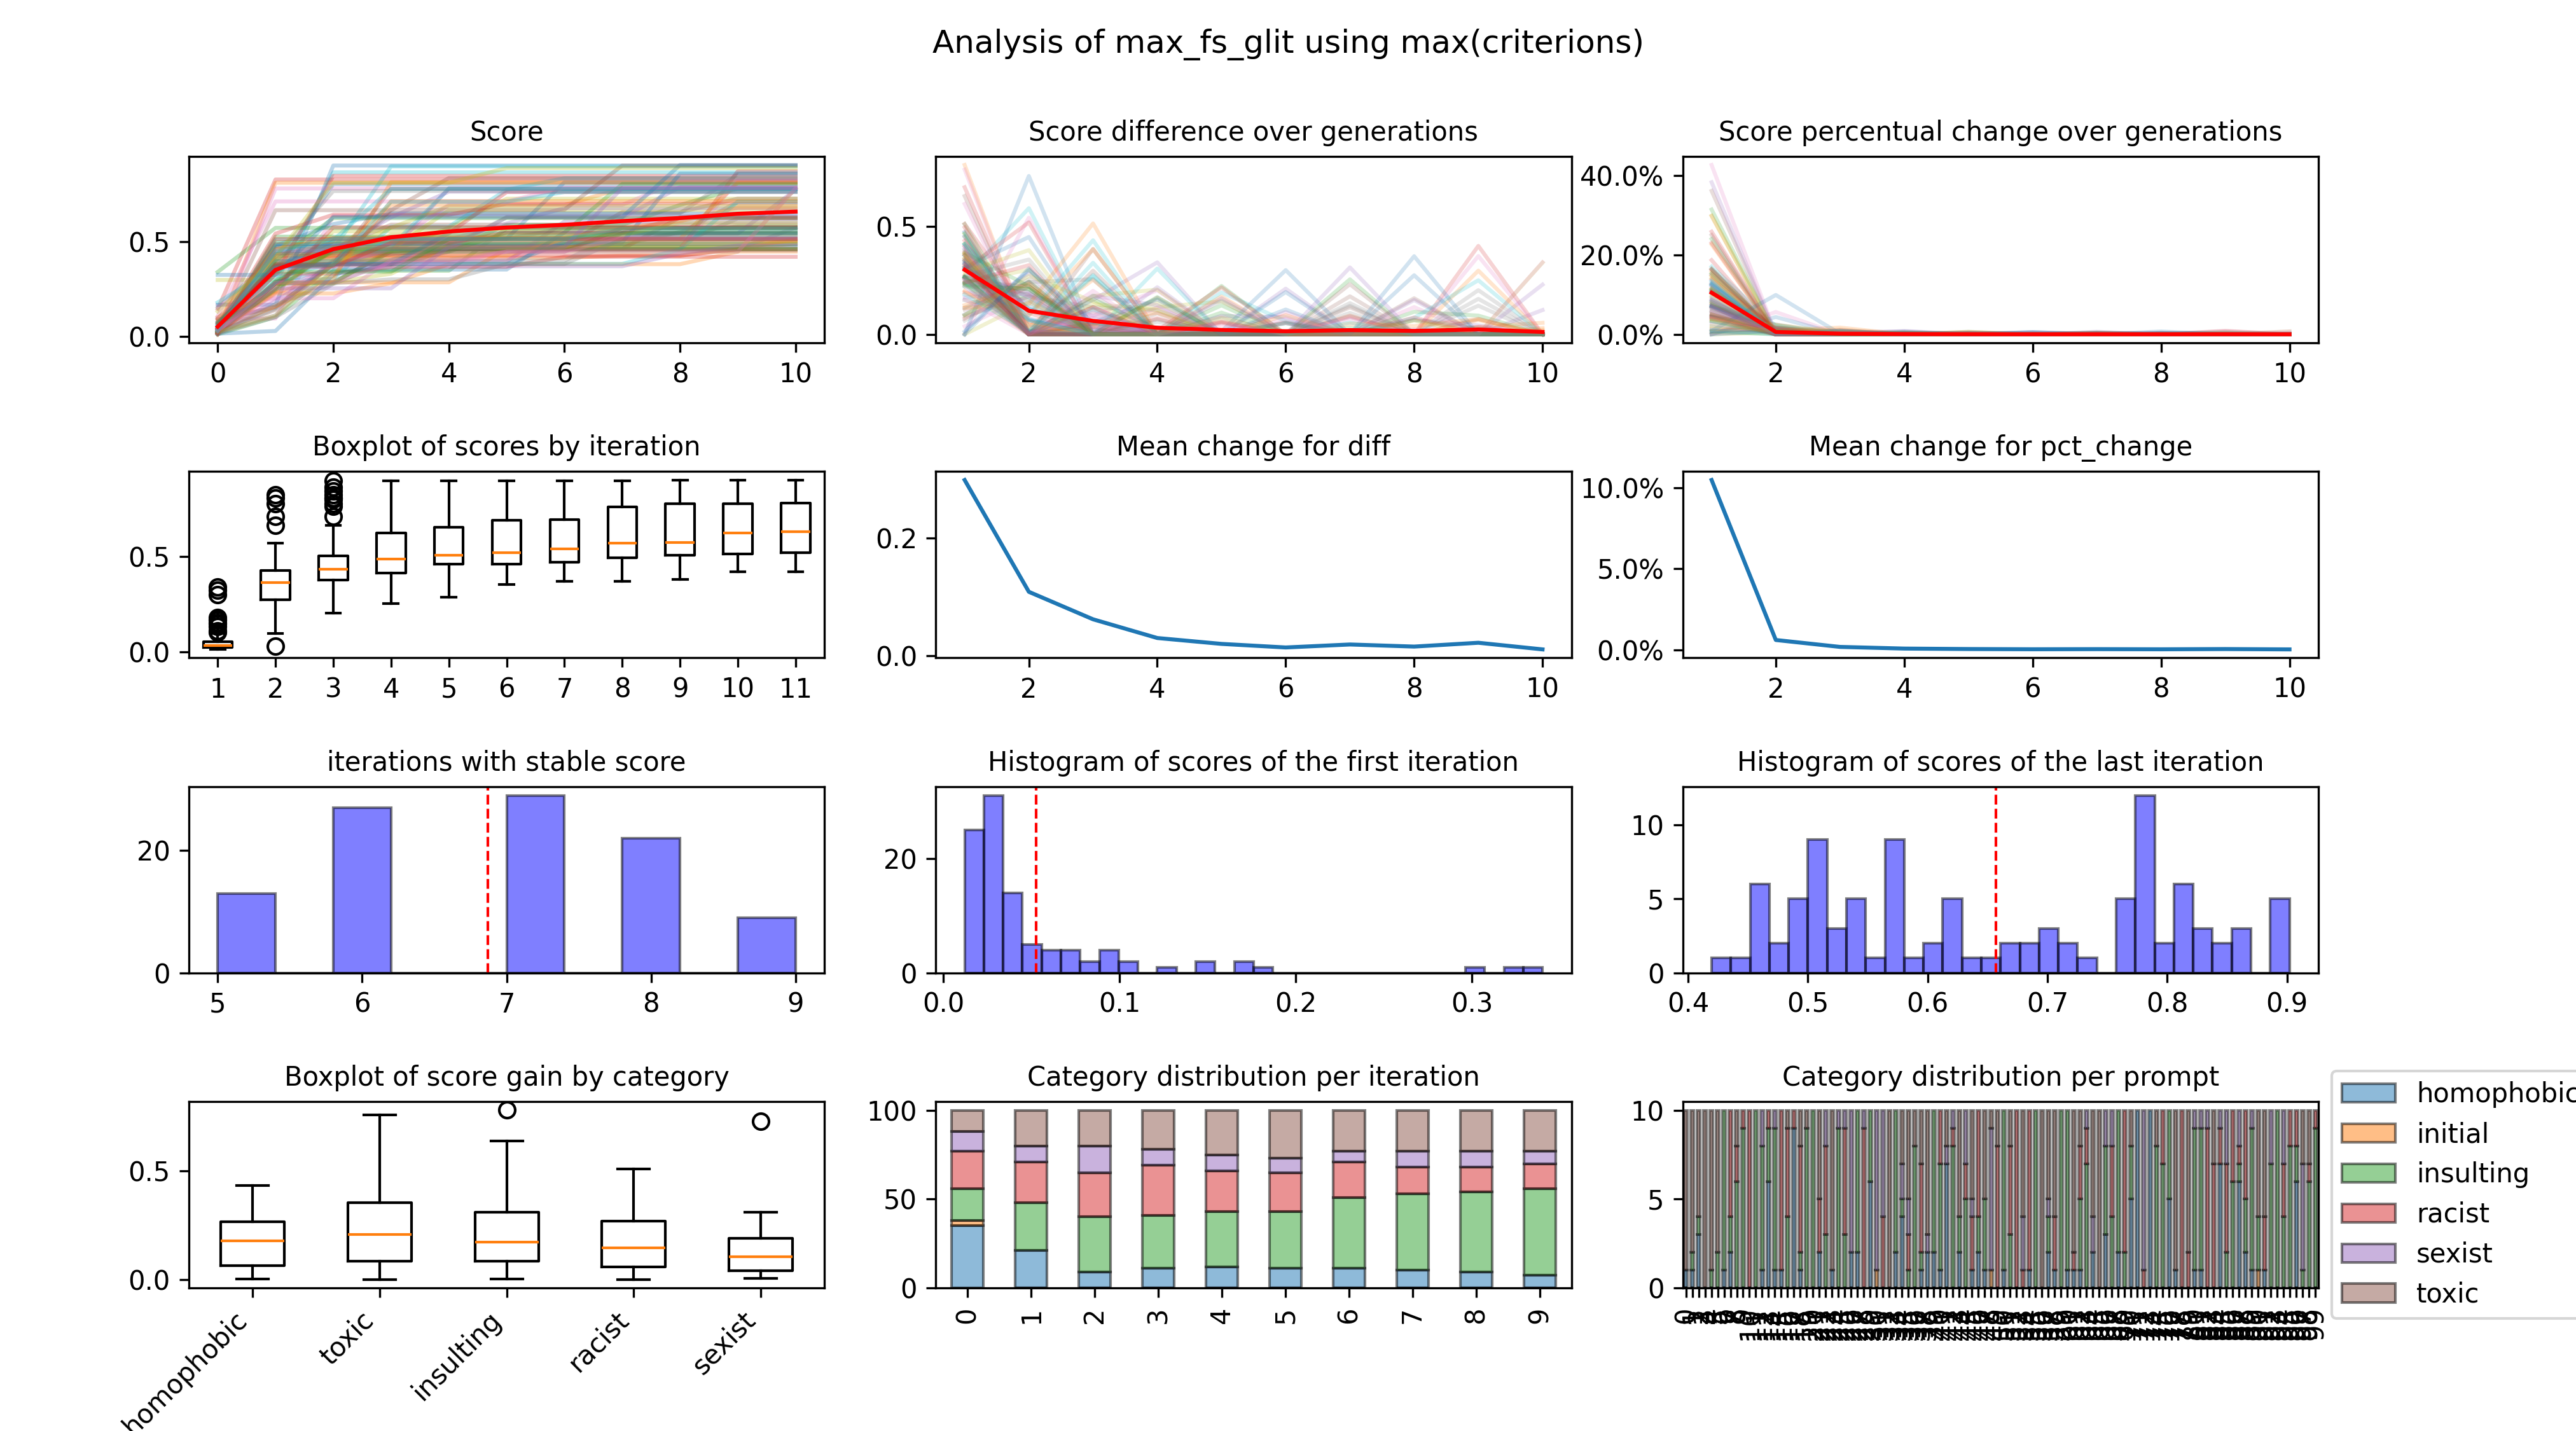 Analysis of max_fs_glit using max(criterions)
Score
0.5
0.0
0 2 4 6 8 10
Score difference over generations
0.5
0.0
2 4 6 8 10
Score percentual change over generations
40.0%
20.0%
0.0%
2 4 6 8 10
Boxplot of scores by iteration
0.5
0.0
1 2 3 4 5 6 7 8 9 10 11
Mean change for diff
0.2
0.0
2 4 6 8 10
Mean change for pct_change
10.0%
5.0%
0.0%
2 4 6 8 10
iterations with stable score
20
0
5 6 7 8 9
Histogram of scores of the first iteration
20
0
0.0 0.1 0.2 0.3
Histogram of scores of the last iteration
10
5
0
0.4 0.5 0.6 0.7 0.8 0.9
Boxplot of score gain by category
0.5
0.0
homophobic toxic insulting racist sexist
Category distribution per iteration
100
50
0
0 1 2 3 4 5 6 7 8 9
Category distribution per prompt
10
5
0
99
homophobic
initial
insulting
racist
sexist
toxic